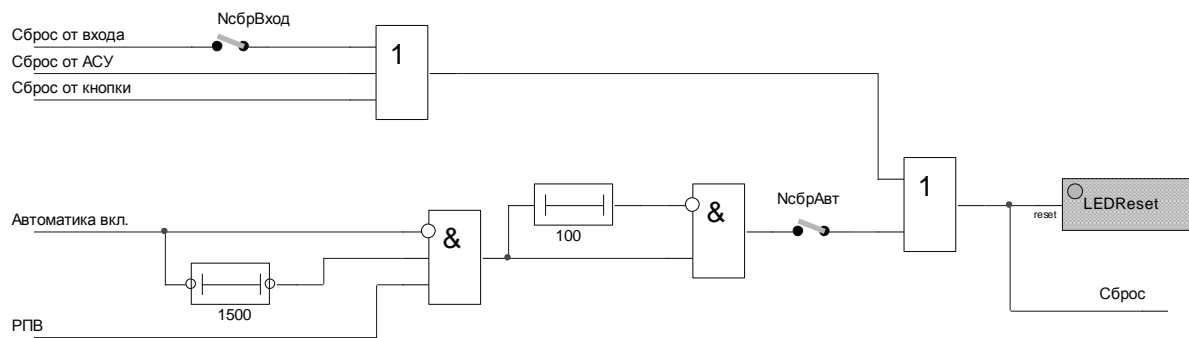 NсбрВход
Сброс от входа
1
Сброс от АСУ
Сброс от кнопки
1
&
NсбрАвт
LEDReset
reset
Автоматика вкл.
&
100
1500
Сброс
РПВ